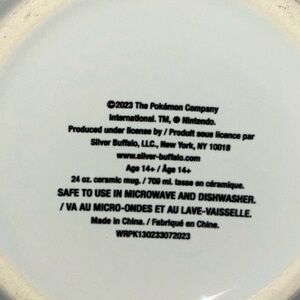 ©2023 The Pokémon Company
International. TM, ® Nintendo.
Produced under license by / Produit sous licence par
Silver Buffalo, LLC., New York, NY 10018
www.silver-buffalo.com
Age 14+ / Âge 14+
24 oz. ceramic mug. / 709 ml. tasse en céramique.
SAFE TO USE IN MICROWAVE AND DISHWASHER.
/ VA AU MICRO-ONDES ET AU LAVE-VAISSELLE.
Made in China. / Fabriqué en Chine.
WRPK130233072023